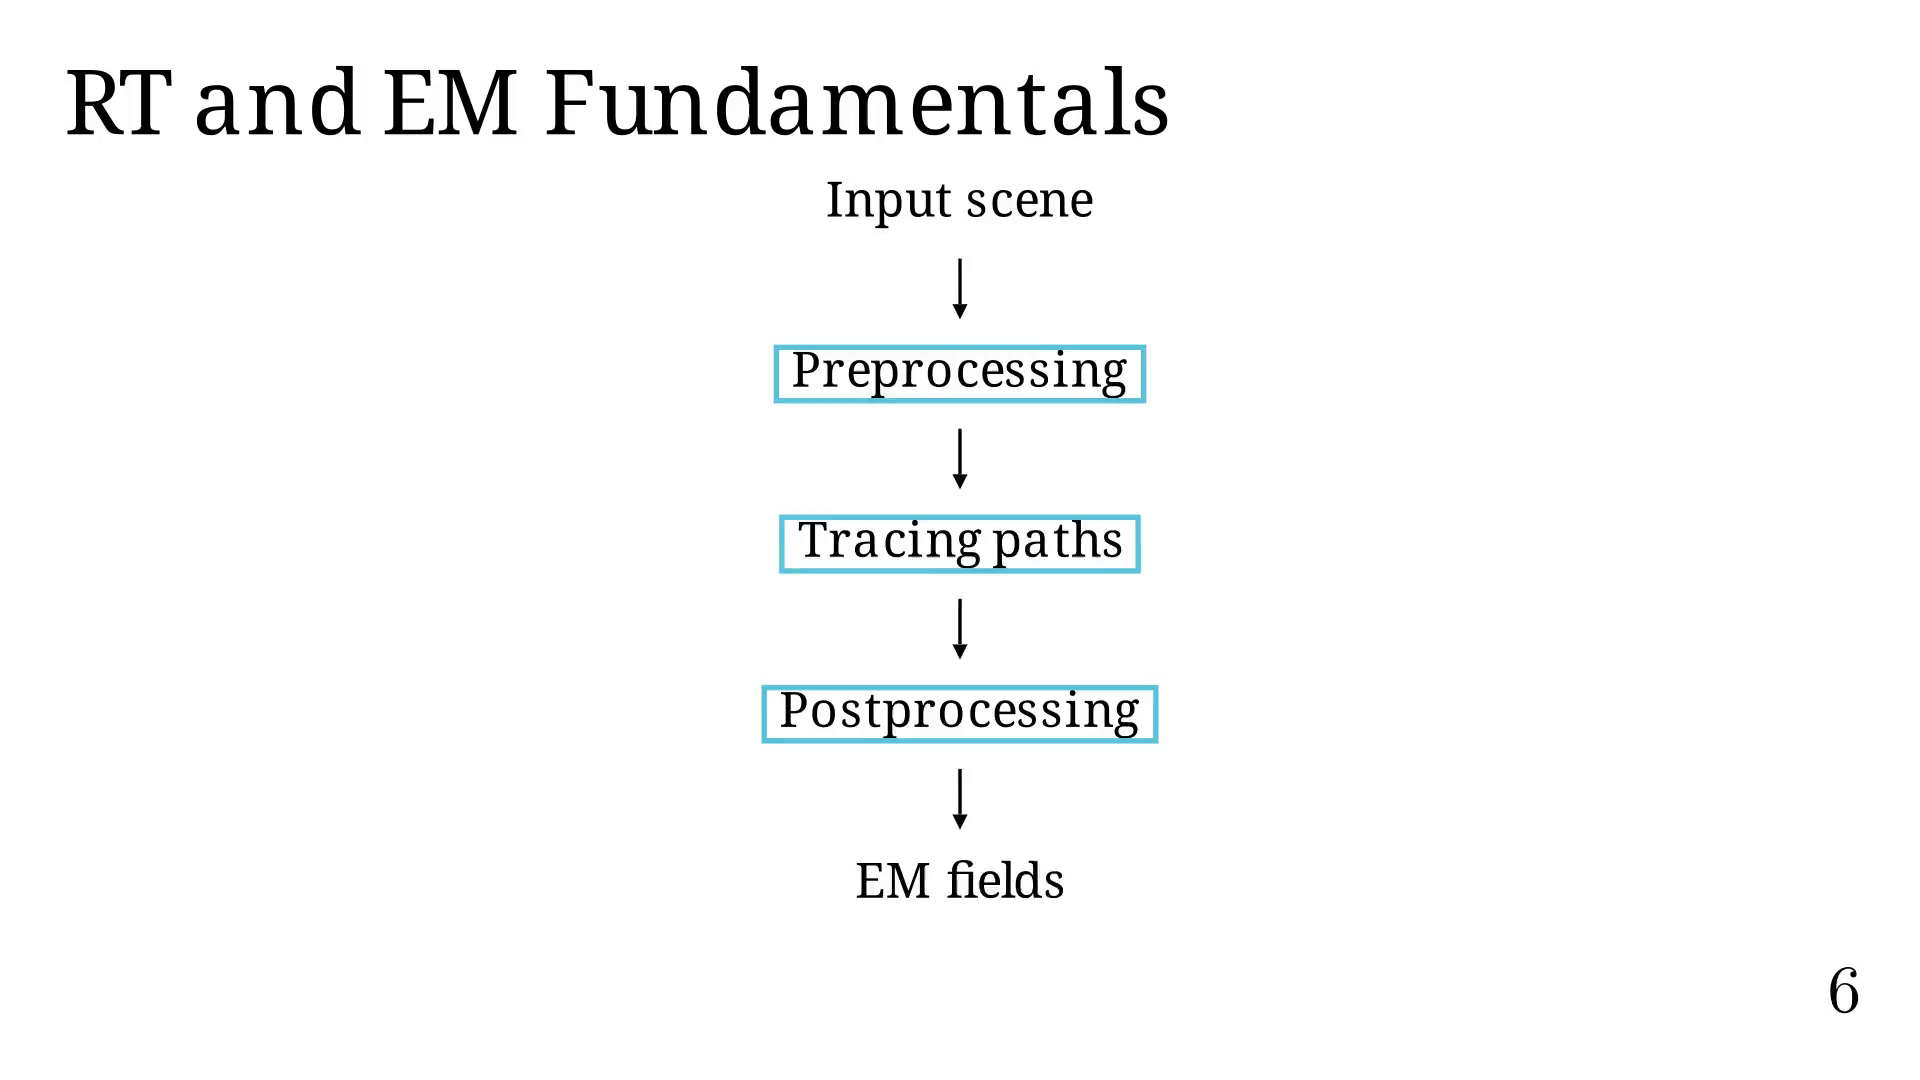 RT and EM Fundamentals
Input scene
Preprocessing
Tracing paths
Postprocessing
EM fields
6